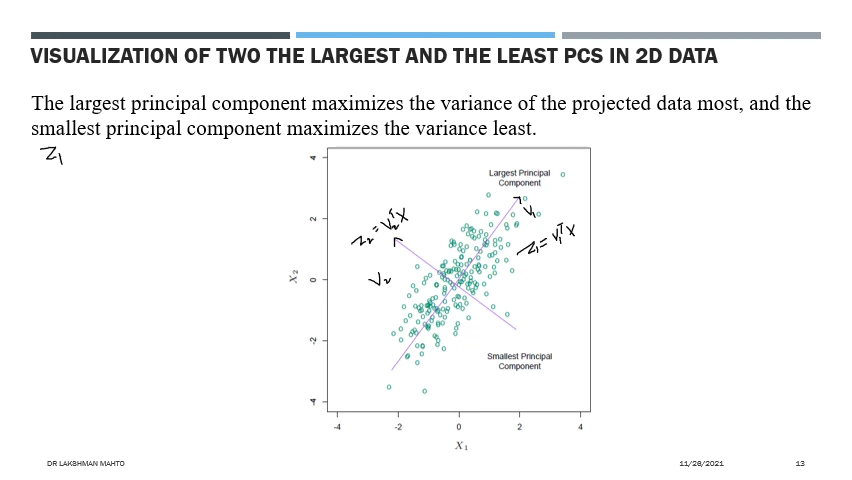 VISUALIZATION OF TWO THE LARGEST AND THE LEAST PCS IN 2D DATA
The largest principal component maximizes the variance of the projected data most, and the
smallest principal component maximizes the variance least.
Z₁
Largest Principal
Component
V₁
Z₁ = V₁ᵀX
Z₂ = V₂ᵀX
V₂
Smallest Principal
Component
4
2
0
-2
-4
X₂
-4 -2 0 2 4
X₁
DR LAKSHMAN MAHTO 11/26/2021 13